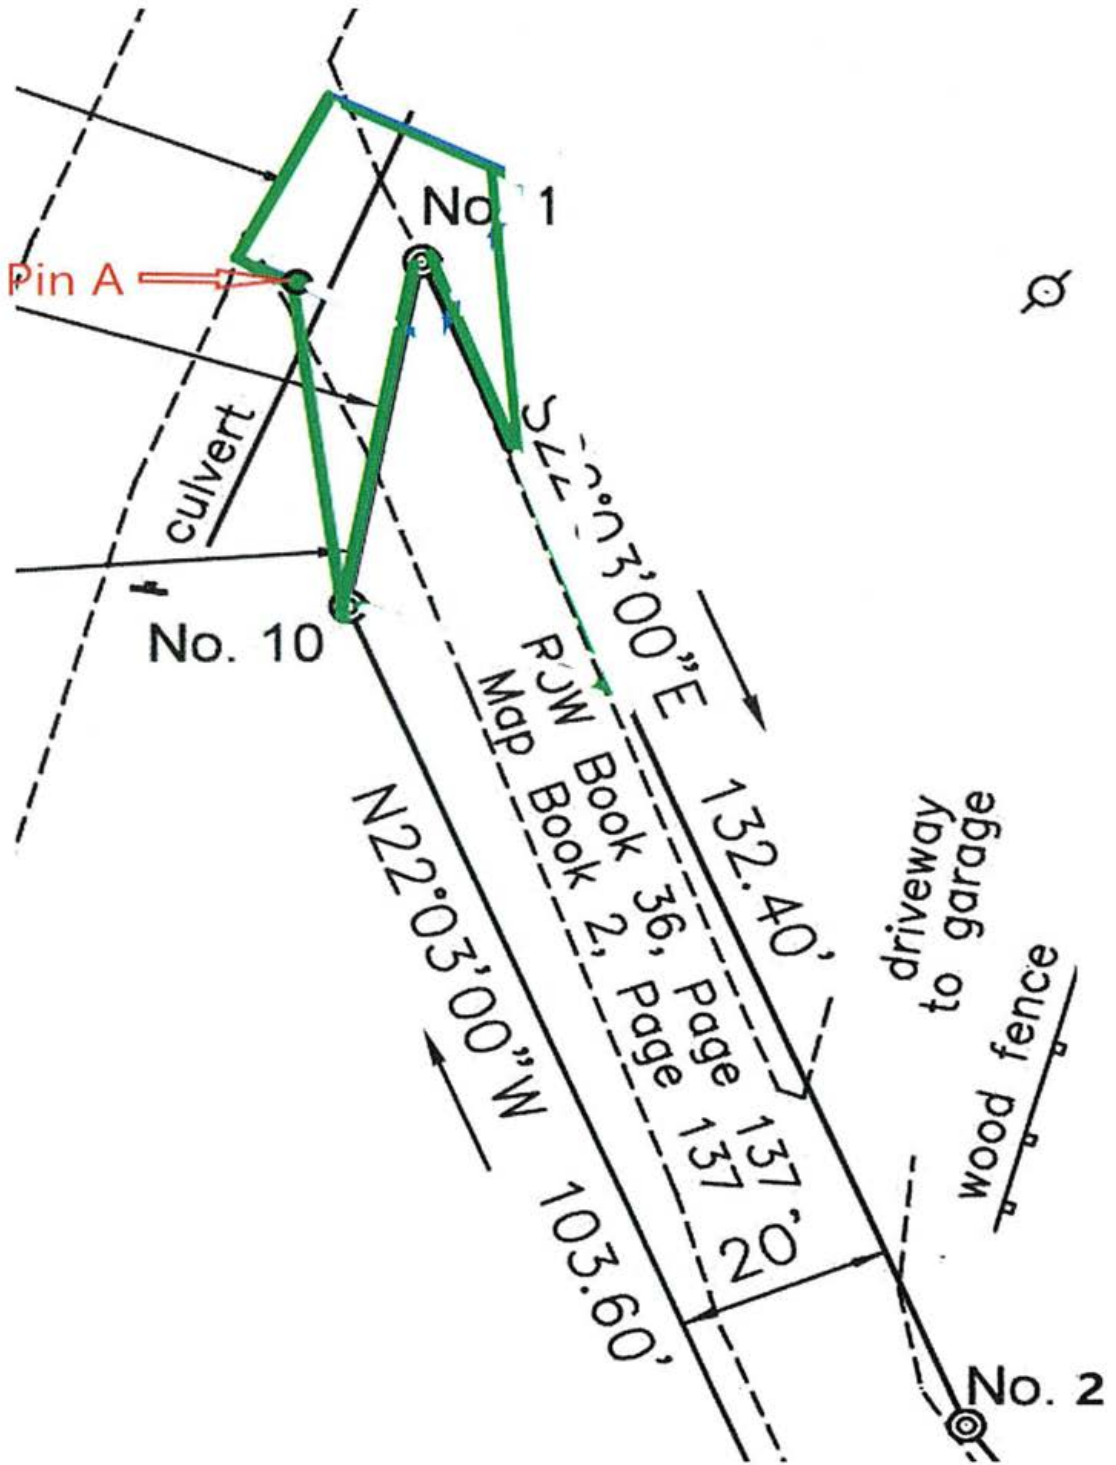 No. 1
Pin A
culvert
No. 10
S22°03'00"E
132.40'
ROW Book 36, Page 137
Map Book 2, Page 137
N22°03'00"W
103.60'
20'
driveway
to garage
wood fence
No. 2